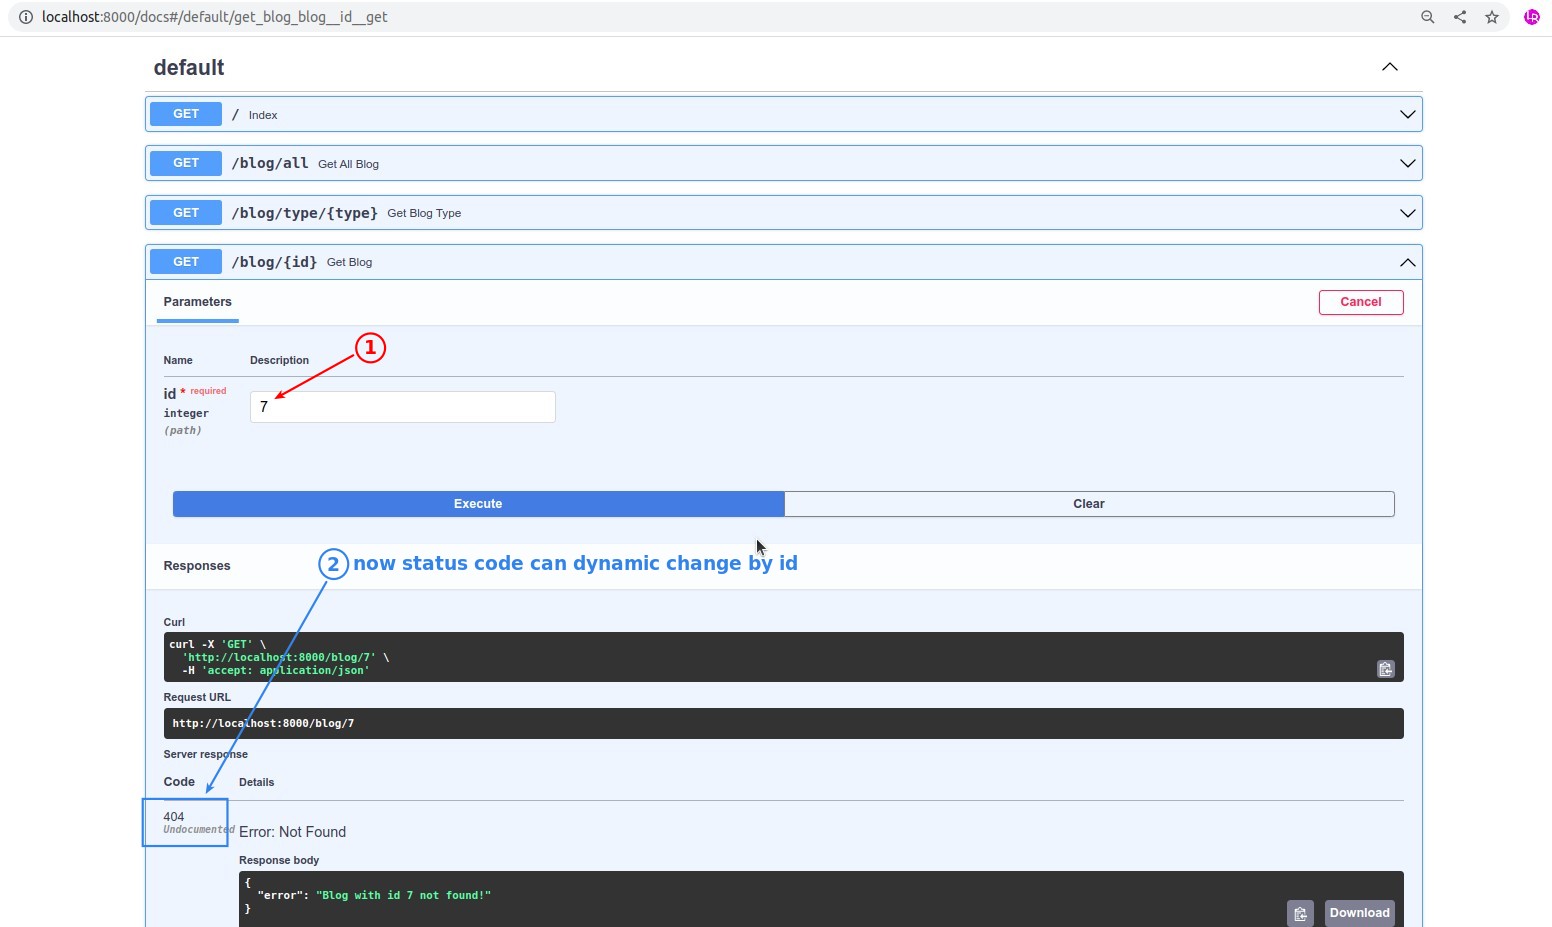 localhost:8000/docs#/default/get_blog_blog__id__get
LR
default
GET / Index
GET /blog/all Get All Blog
GET /blog/type/{type} Get Blog Type
GET /blog/{id} Get Blog
Parameters
Cancel
1
Name Description
id * required
integer
(path)
7
Execute Clear
Responses
2 now status code can dynamic change by id
Curl
curl -X 'GET' \
'http://localhost:8000/blog/7' \
-H 'accept: application/json'
Request URL
http://localhost:8000/blog/7
Server response
Code Details
404
Undocumented
Error: Not Found
Response body
{
"error": "Blog with id 7 not found!"
}
Download